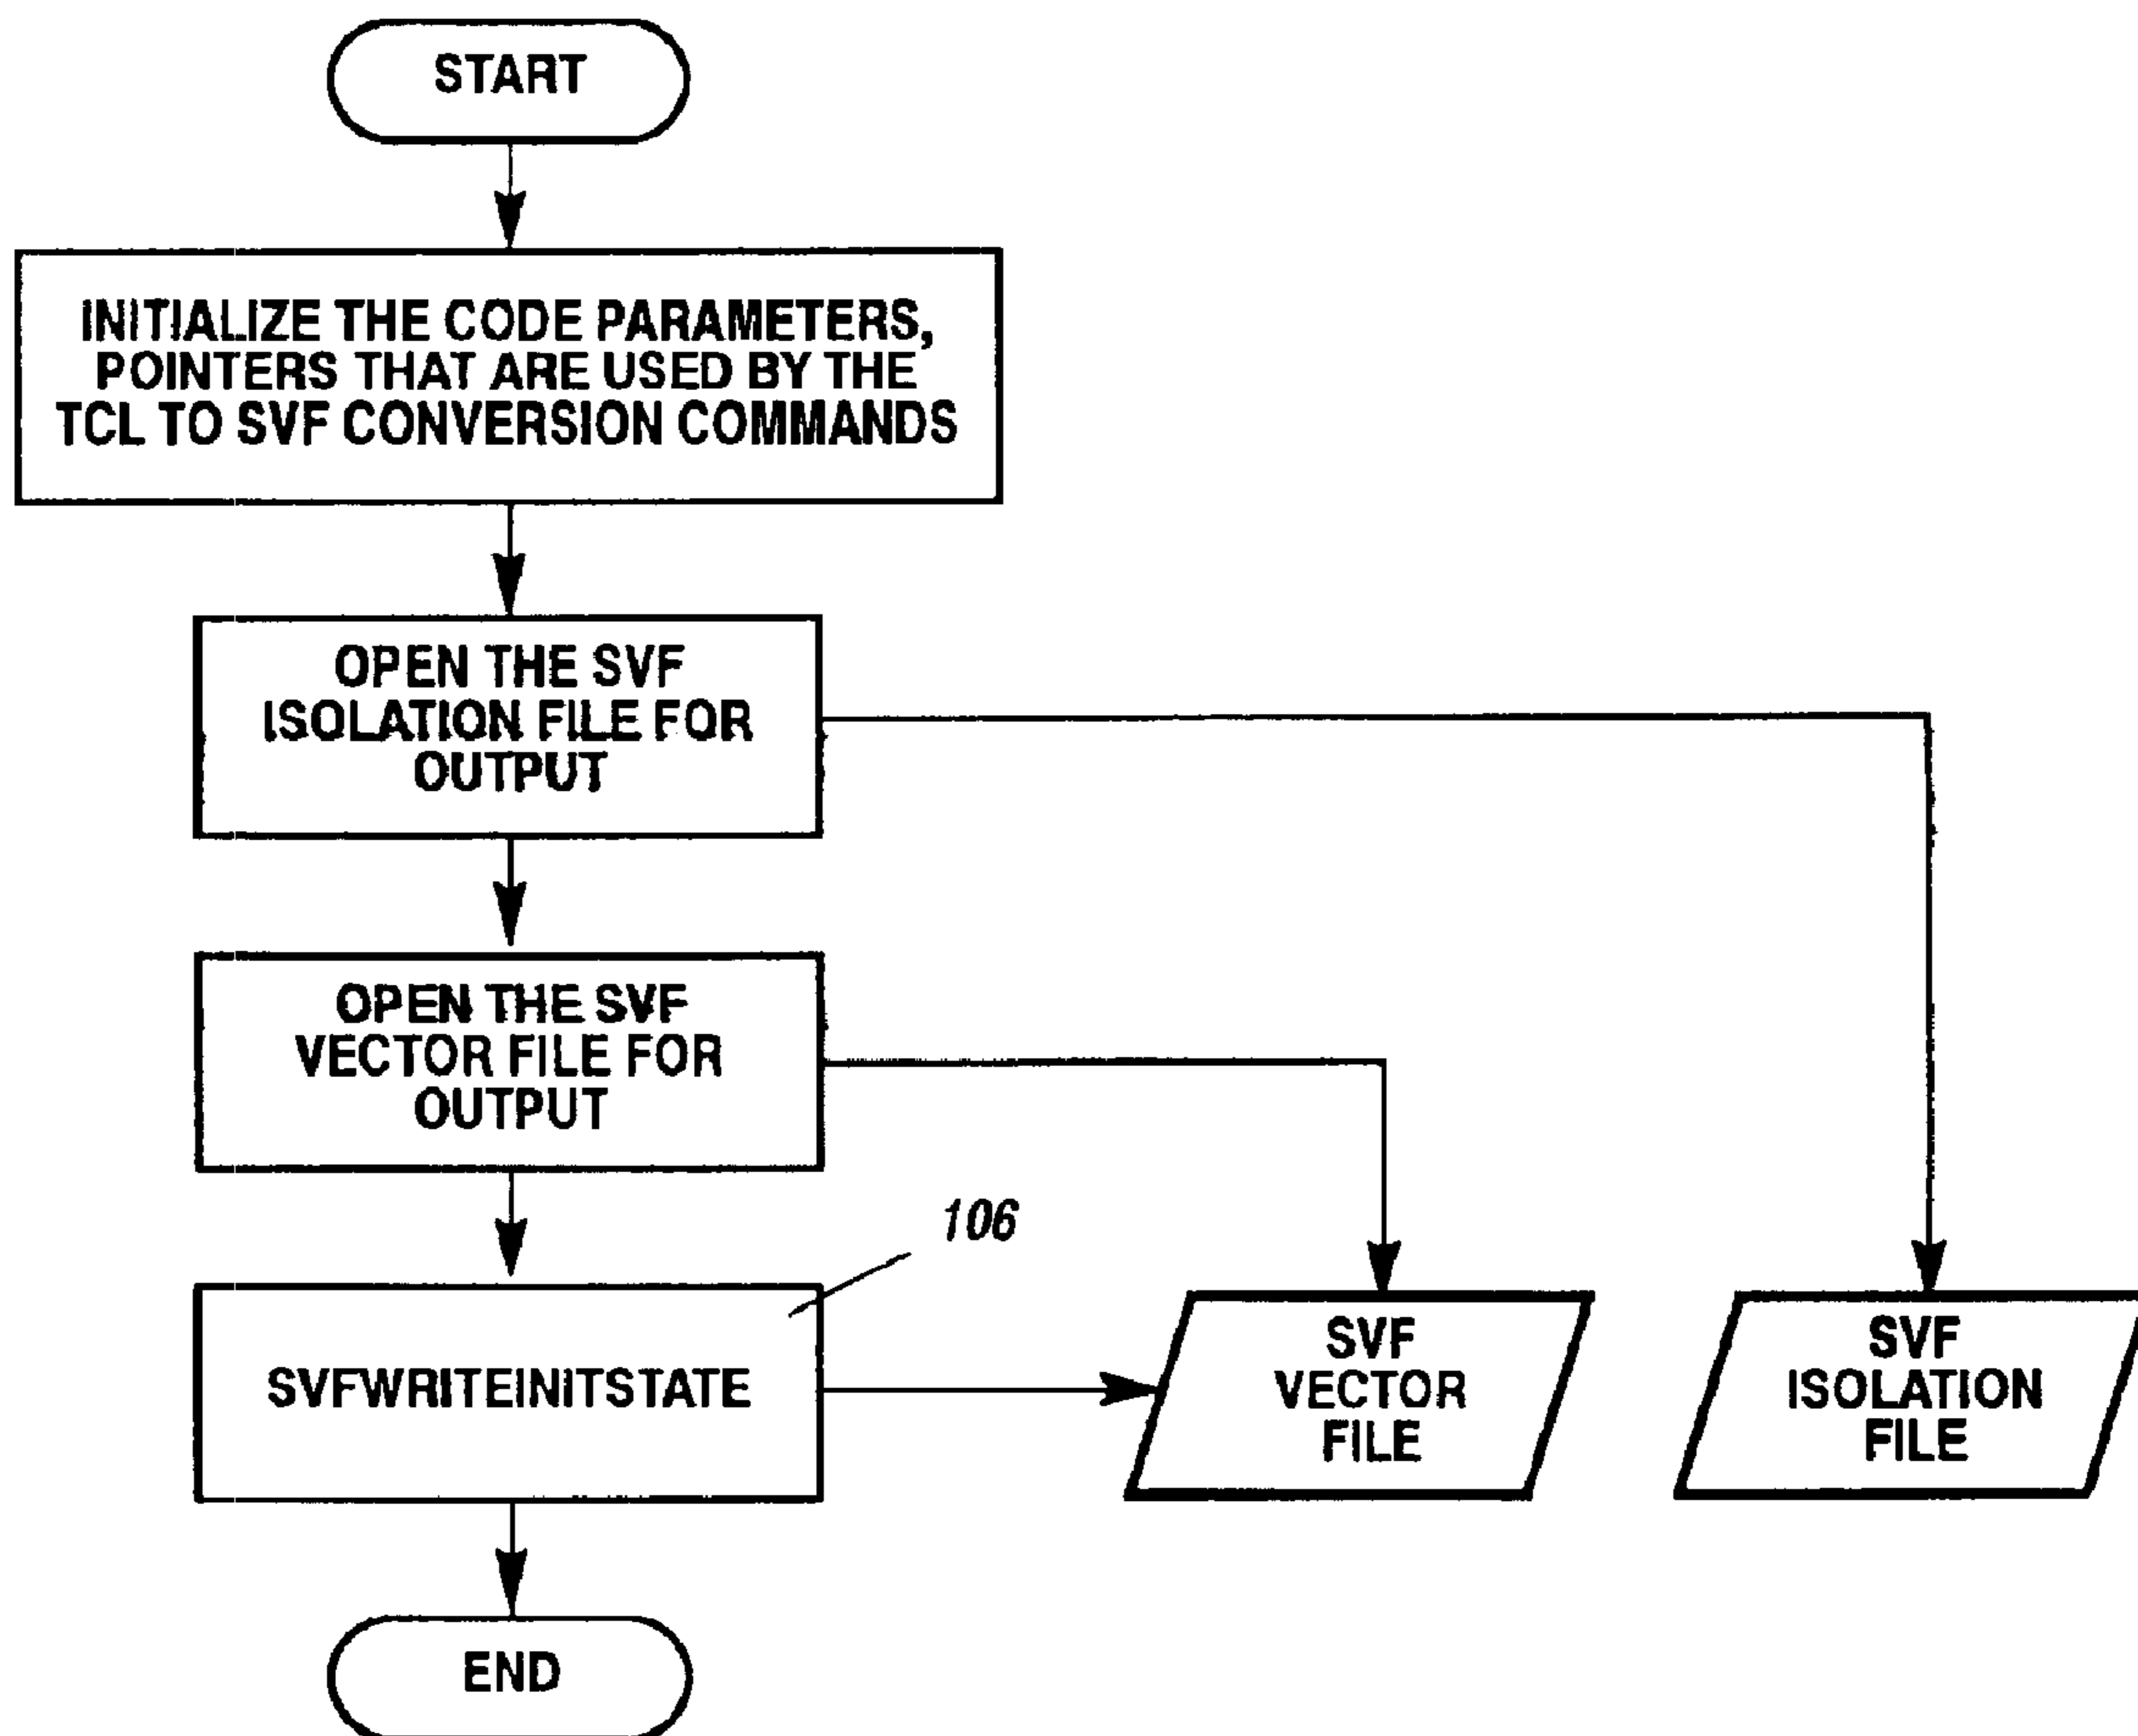 START
INITIALIZE THE CODE PARAMETERS,
POINTERS THAT ARE USED BY THE
TCL TO SVF CONVERSION COMMANDS
OPEN THE SVF
ISOLATION FILE FOR
OUTPUT
OPEN THE SVF
VECTOR FILE FOR
OUTPUT
106
SVFWRITEINITSTATE
SVF
VECTOR
FILE
SVF
ISOLATION
FILE
END